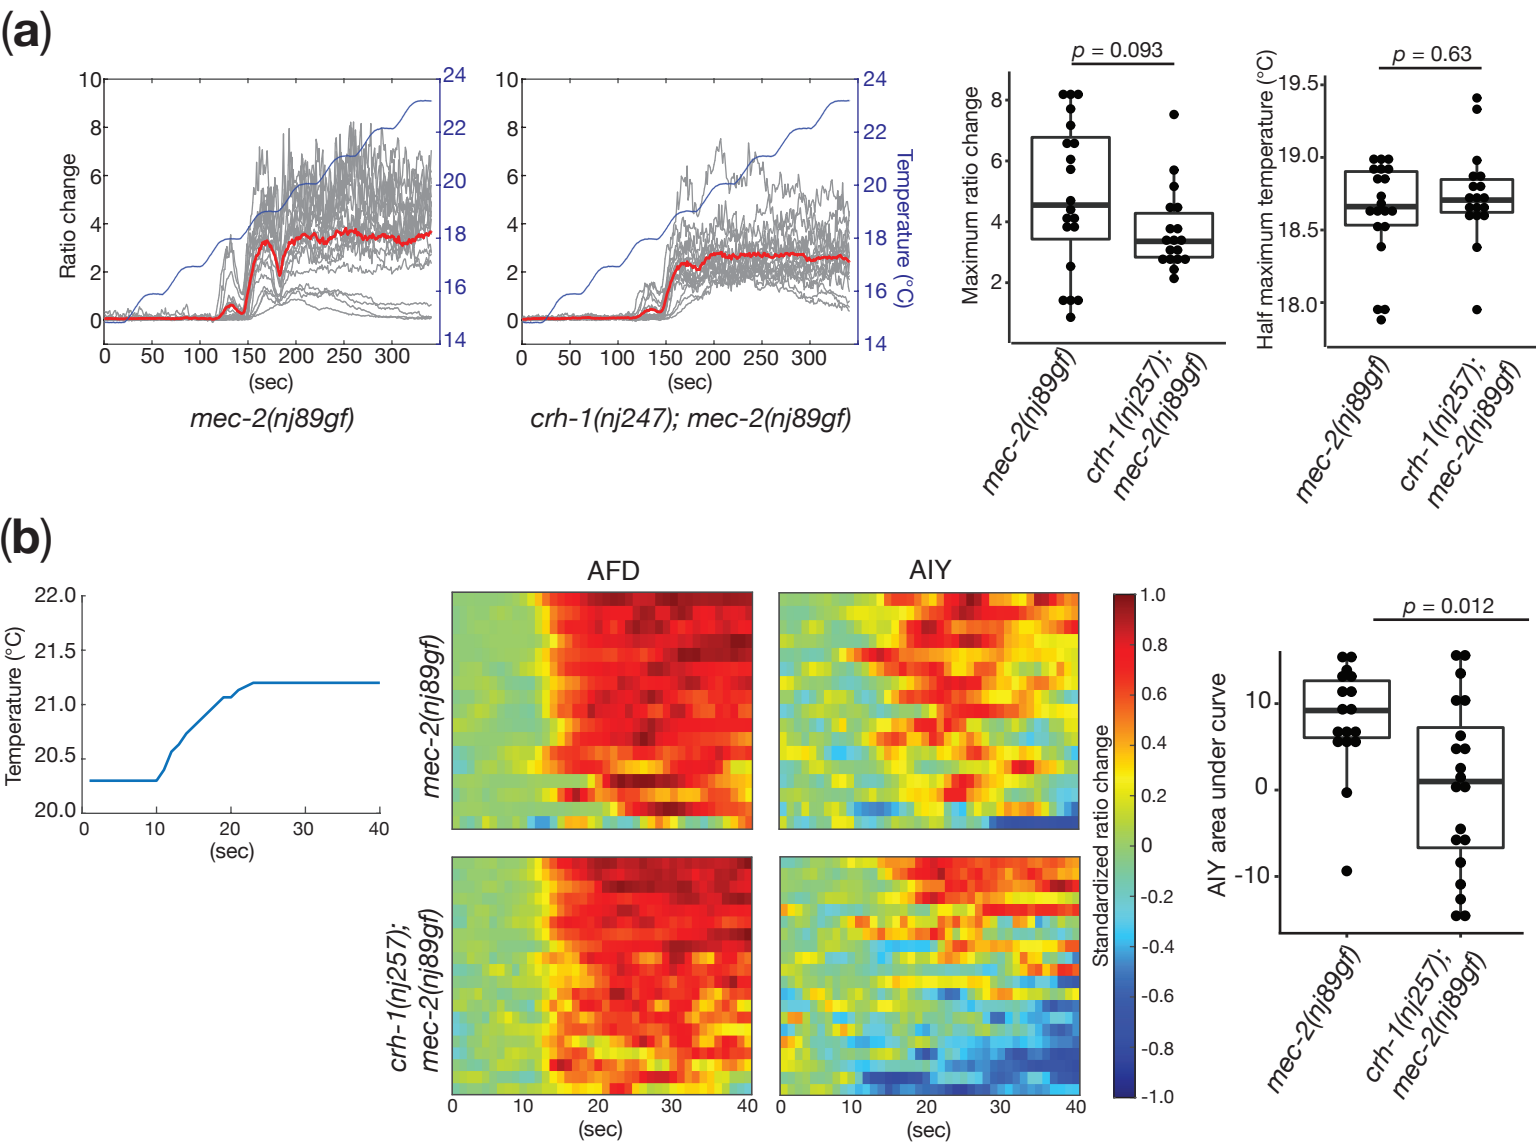 (a)
Ratio change
10
8
6
4
2
0
24
22
20
18
16
14
0 50 100 150 200 250 300
(sec)
mec-2(nj89gf)
10
8
6
4
2
0
24
22
20
18
16
14
Temperature (°C)
0 50 100 150 200 250 300
(sec)
crh-1(nj247); mec-2(nj89gf)
p = 0.093
Maximum ratio change
8
6
4
2
mec-2(nj89gf)
crh-1(nj257);
mec-2(nj89gf)
p = 0.63
Half maximum temperature (°C)
19.5
19.0
18.5
18.0
mec-2(nj89gf)
crh-1(nj257);
mec-2(nj89gf)
(b)
Temperature (°C)
22.0
21.5
21.0
20.5
20.0
0 10 20 30 40
(sec)
AFD
AIY
mec-2(nj89gf)
crh-1(nj257);
mec-2(nj89gf)
0 10 20 30 40
(sec)
0 10 20 30 40
(sec)
Standardized ratio change
1.0
0.8
0.6
0.4
0.2
0
-0.2
-0.4
-0.6
-0.8
-1.0
p = 0.012
AIY area under curve
10
0
-10
mec-2(nj89gf)
crh-1(nj257);
mec-2(nj89gf)